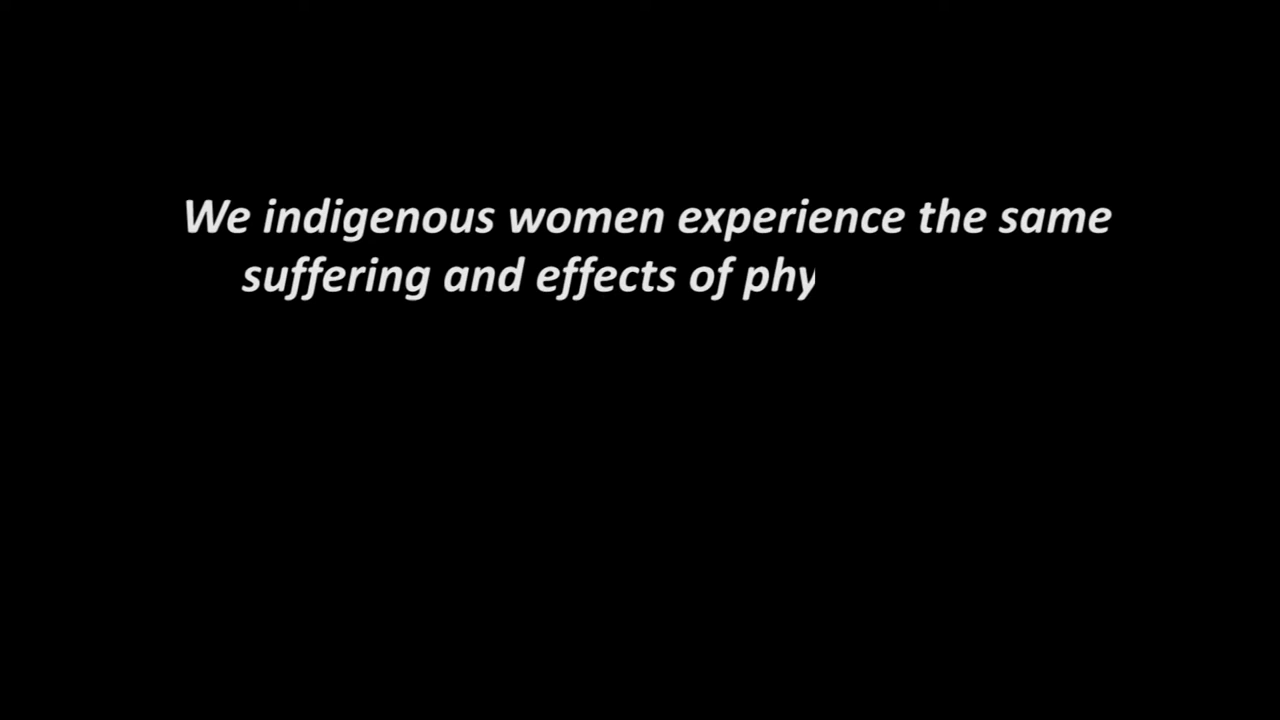 We indigenous women experience the same
suffering and effects of phy